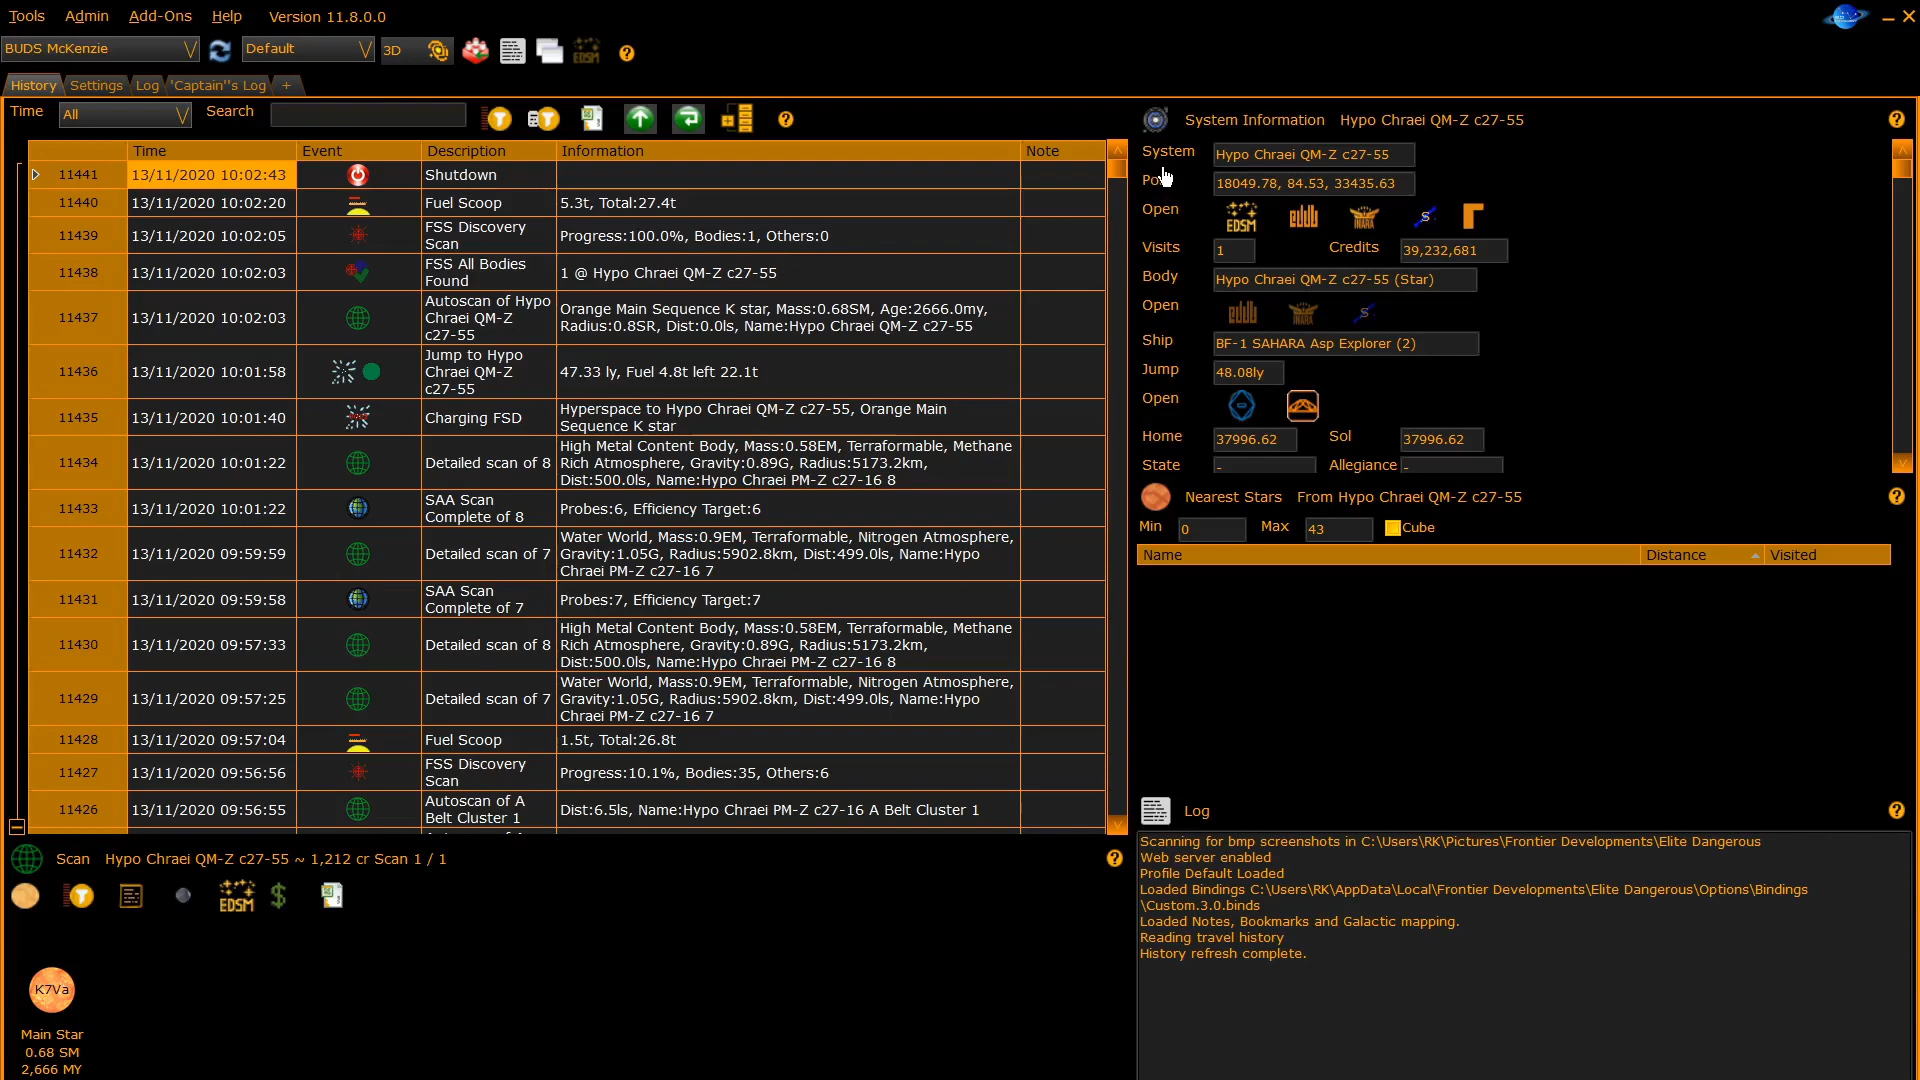 Tools Admin Add-Ons Help Version 11.8.0.0
BUDS McKenzie Default 3D EDSM ?
History Settings Log 'Captain''s Log +
Time All Search ?
Time Event Description Information Note
11441 13/11/2020 10:02:43 Shutdown
11440 13/11/2020 10:02:20 Fuel Scoop 5.3t, Total:27.4t
11439 13/11/2020 10:02:05 FSS Discovery
Scan Progress:100.0%, Bodies:1, Others:0
11438 13/11/2020 10:02:03 FSS All Bodies
Found 1 @ Hypo Chraei QM-Z c27-55
11437 13/11/2020 10:02:03 Autoscan of Hypo
Chraei QM-Z
c27-55 Orange Main Sequence K star, Mass:0.68SM, Age:2666.0my,
Radius:0.8SR, Dist:0.0ls, Name:Hypo Chraei QM-Z c27-55
11436 13/11/2020 10:01:58 Jump to Hypo
Chraei QM-Z
c27-55 47.33 ly, Fuel 4.8t left 22.1t
11435 13/11/2020 10:01:40 Charging FSD Hyperspace to Hypo Chraei QM-Z c27-55, Orange Main
Sequence K star
11434 13/11/2020 10:01:22 Detailed scan of 8 High Metal Content Body, Mass:0.58EM, Terraformable, Methane
Rich Atmosphere, Gravity:0.89G, Radius:5173.2km,
Dist:500.0ls, Name:Hypo Chraei PM-Z c27-16 8
11433 13/11/2020 10:01:22 SAA Scan
Complete of 8 Probes:6, Efficiency Target:6
11432 13/11/2020 09:59:59 Detailed scan of 7 Water World, Mass:0.9EM, Terraformable, Nitrogen Atmosphere,
Gravity:1.05G, Radius:5902.8km, Dist:499.0ls, Name:Hypo
Chraei PM-Z c27-16 7
11431 13/11/2020 09:59:58 SAA Scan
Complete of 7 Probes:7, Efficiency Target:7
11430 13/11/2020 09:57:33 Detailed scan of 8 High Metal Content Body, Mass:0.58EM, Terraformable, Methane
Rich Atmosphere, Gravity:0.89G, Radius:5173.2km,
Dist:500.0ls, Name:Hypo Chraei PM-Z c27-16 8
11429 13/11/2020 09:57:25 Detailed scan of 7 Water World, Mass:0.9EM, Terraformable, Nitrogen Atmosphere,
Gravity:1.05G, Radius:5902.8km, Dist:499.0ls, Name:Hypo
Chraei PM-Z c27-16 7
11428 13/11/2020 09:57:04 Fuel Scoop 1.5t, Total:26.8t
11427 13/11/2020 09:56:56 FSS Discovery
Scan Progress:10.1%, Bodies:35, Others:6
11426 13/11/2020 09:56:55 Autoscan of A
Belt Cluster 1 Dist:6.5ls, Name:Hypo Chraei PM-Z c27-16 A Belt Cluster 1
Scan Hypo Chraei QM-Z c27-55 ~ 1,212 cr Scan 1 / 1 ?
EDSM $
K7Va
Main Star
0.68 SM
2,666 MY
System Information Hypo Chraei QM-Z c27-55 ?
System Hypo Chraei QM-Z c27-55
18049.78, 84.53, 33435.63
Open EDSM INARA S
Visits 1 Credits 39,232,681
Body Hypo Chraei QM-Z c27-55 (Star)
Open INARA S
Ship BF-1 SAHARA Asp Explorer (2)
Jump 48.08ly
Open
Home 37996.62 Sol 37996.62
State - Allegiance -
Nearest Stars From Hypo Chraei QM-Z c27-55 ?
Min 0 Max 43 Cube
Name Distance Visited
Log ?
Scanning for bmp screenshots in C:\Users\RK\Pictures\Frontier Developments\Elite Dangerous
Web server enabled
Profile Default Loaded
Loaded Bindings C:\Users\RK\AppData\Local\Frontier Developments\Elite Dangerous\Options\Bindings
\Custom.3.0.binds
Loaded Notes, Bookmarks and Galactic mapping.
Reading travel history
History refresh complete.